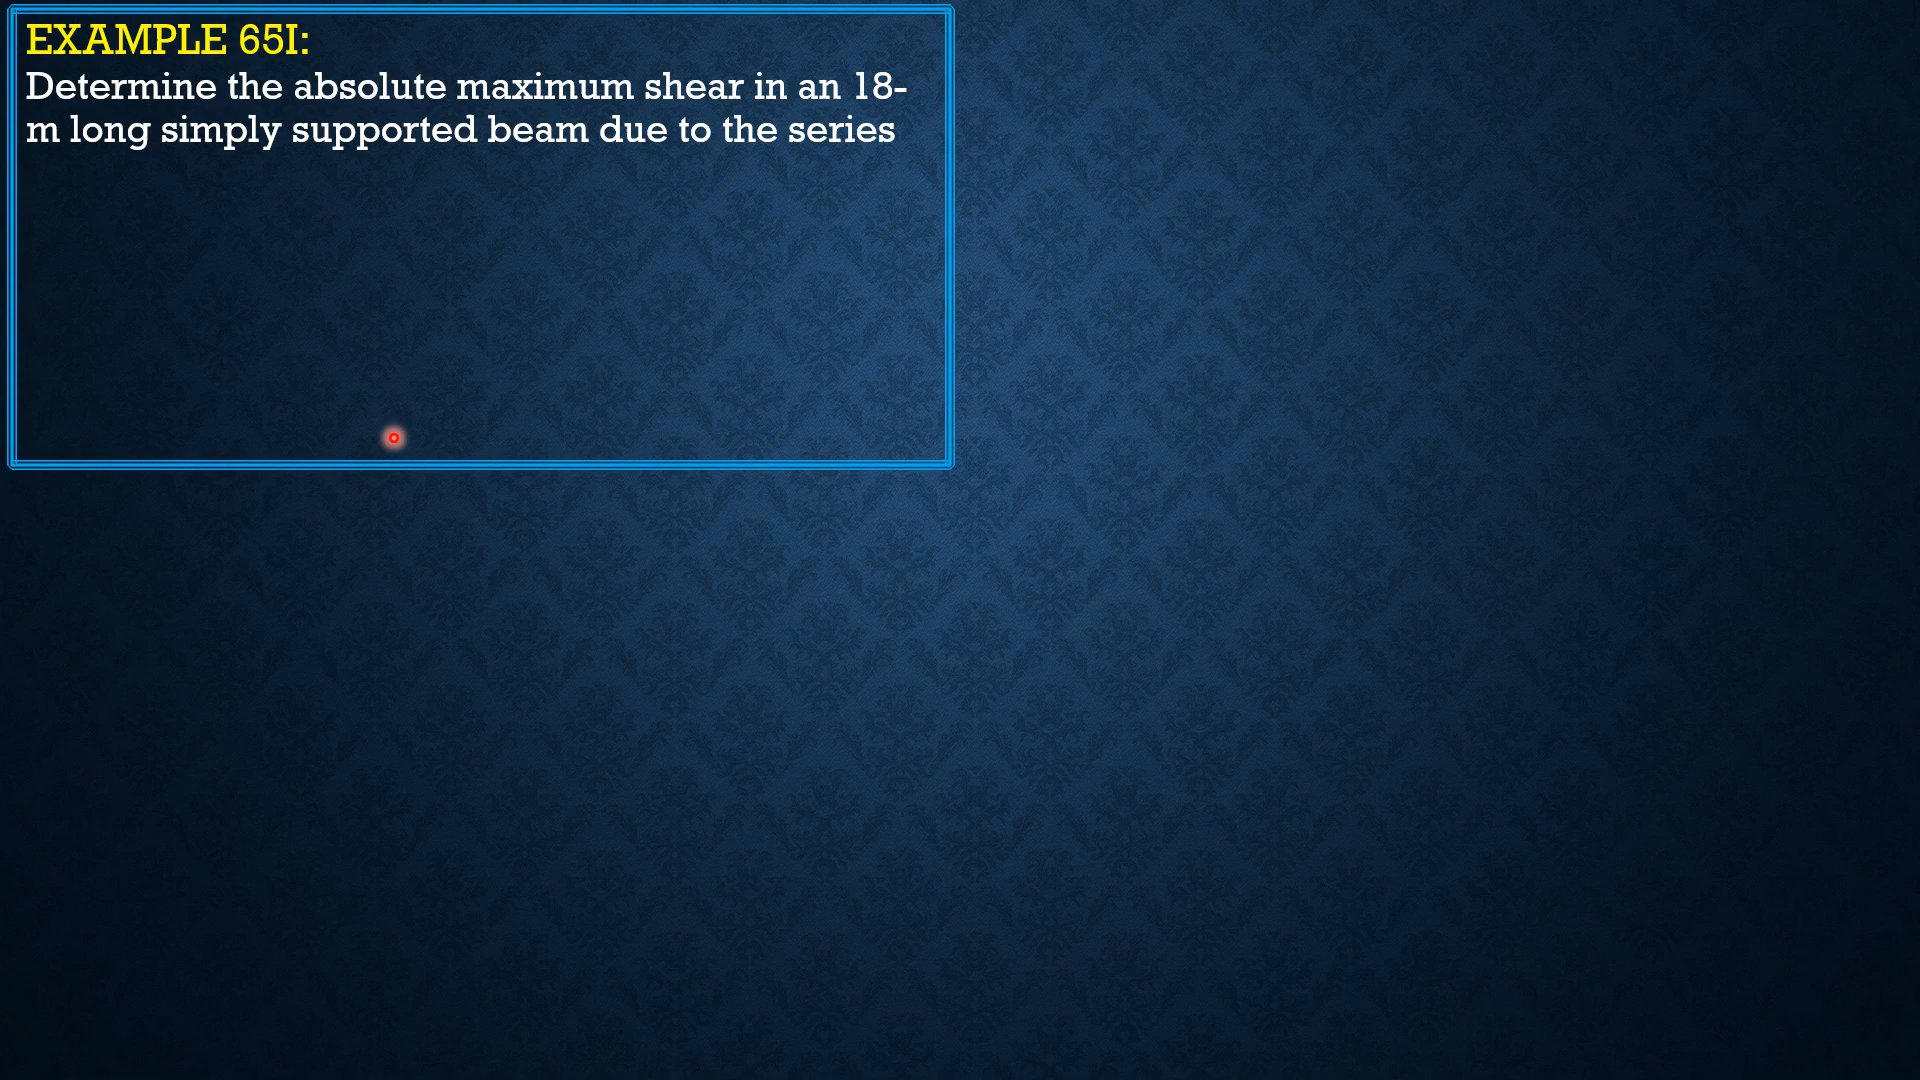 EXAMPLE 65I:
Determine the absolute maximum shear in an 18-
m long simply supported beam due to the series